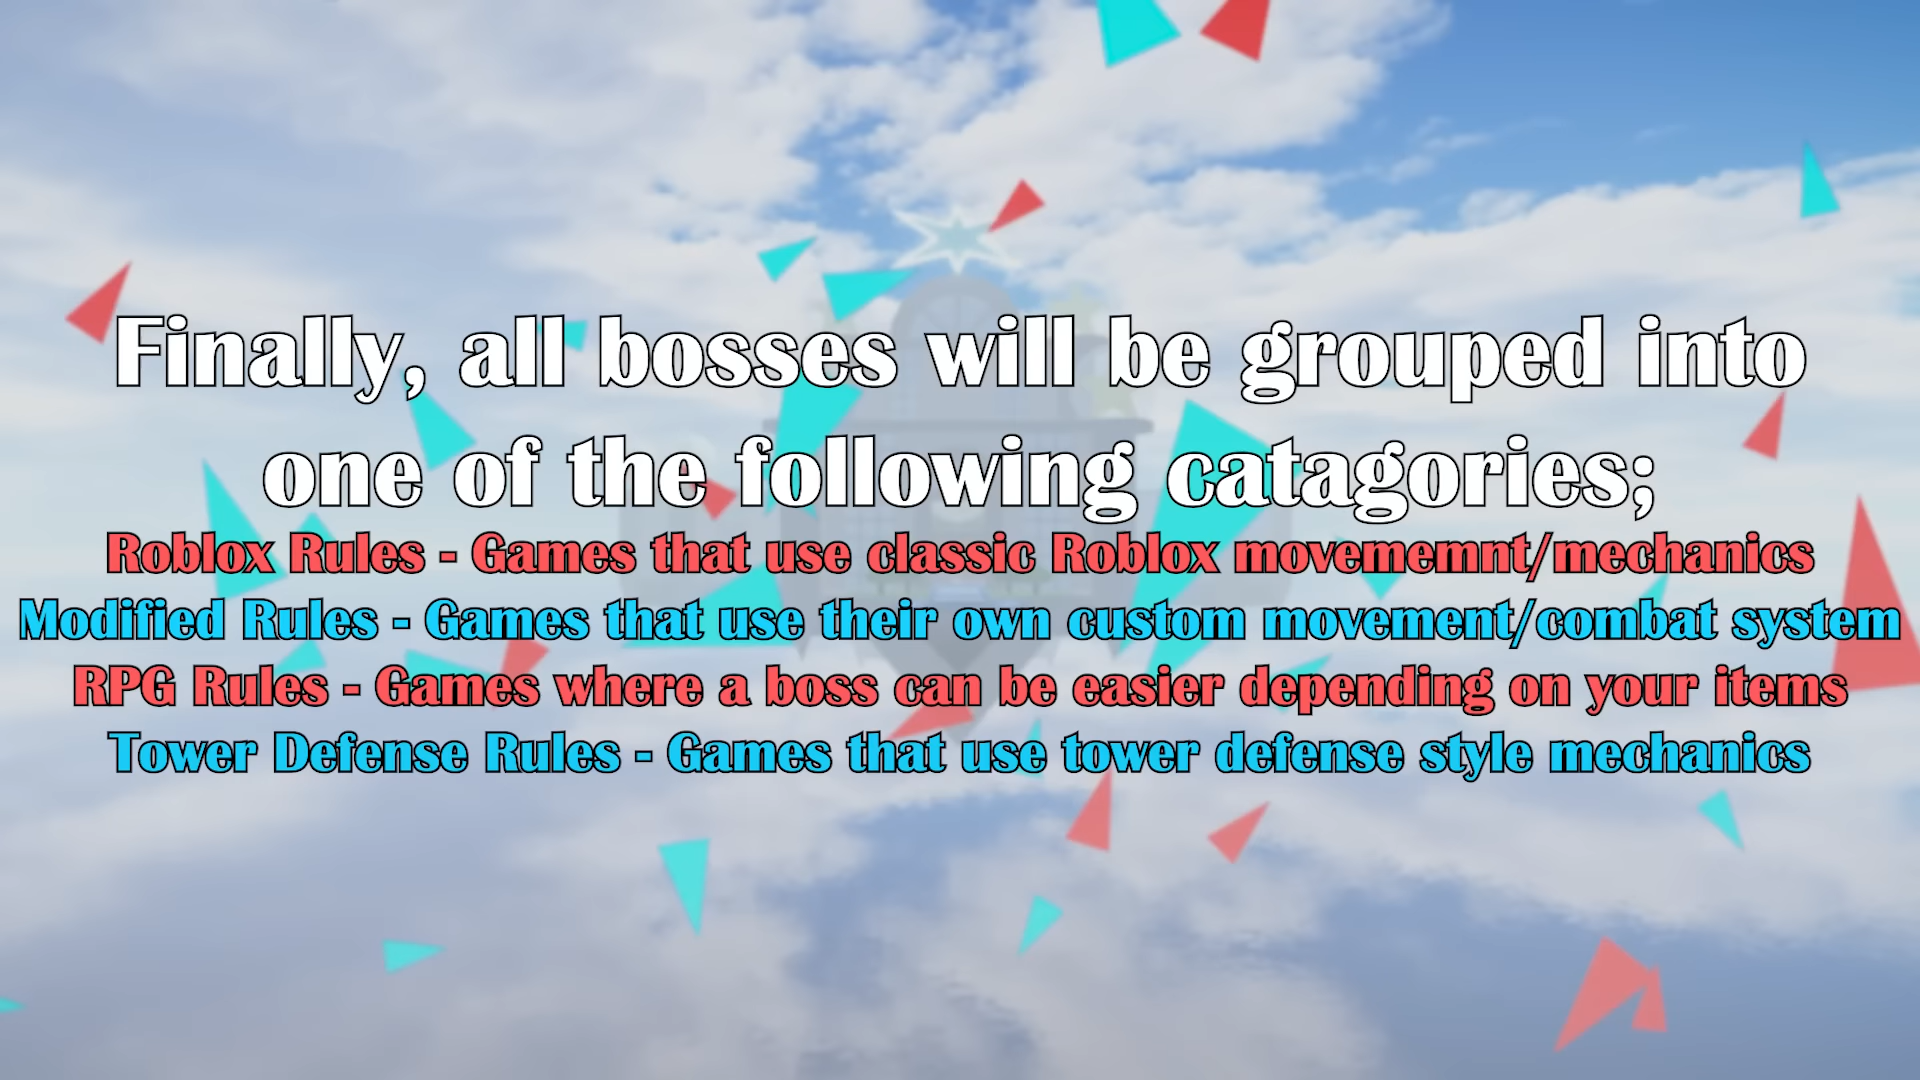 Finally, all bosses will be grouped into
one of the following catagories;
Roblox Rules - Games that use classic Roblox movememnt/mechanics
Modified Rules - Games that use their own custom movement/combat system
RPG Rules - Games where a boss can be easier depending on your items
Tower Defense Rules - Games that use tower defense style mechanics